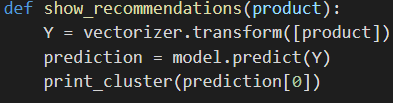 def show_recommendations(product):
    Y = vectorizer.transform([product])
    prediction = model.predict(Y)
    print_cluster(prediction[0])